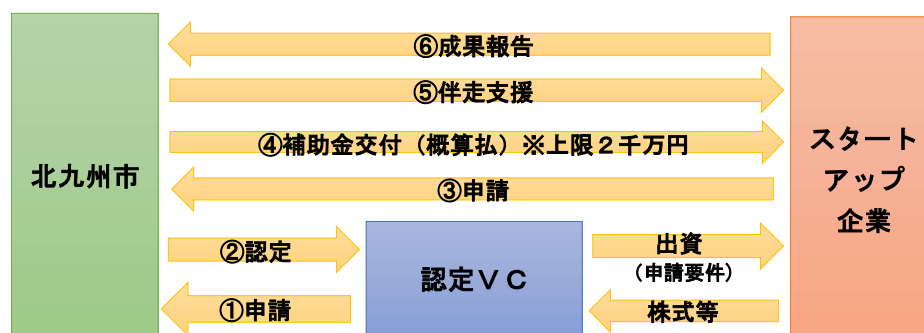 ⑥成果報告
⑤伴走支援
④補助金交付（概算払）※上限２千万円
③申請
北九州市
スタート
アップ
企業
②認定
認定ＶＣ
出資
（申請要件）
①申請
株式等